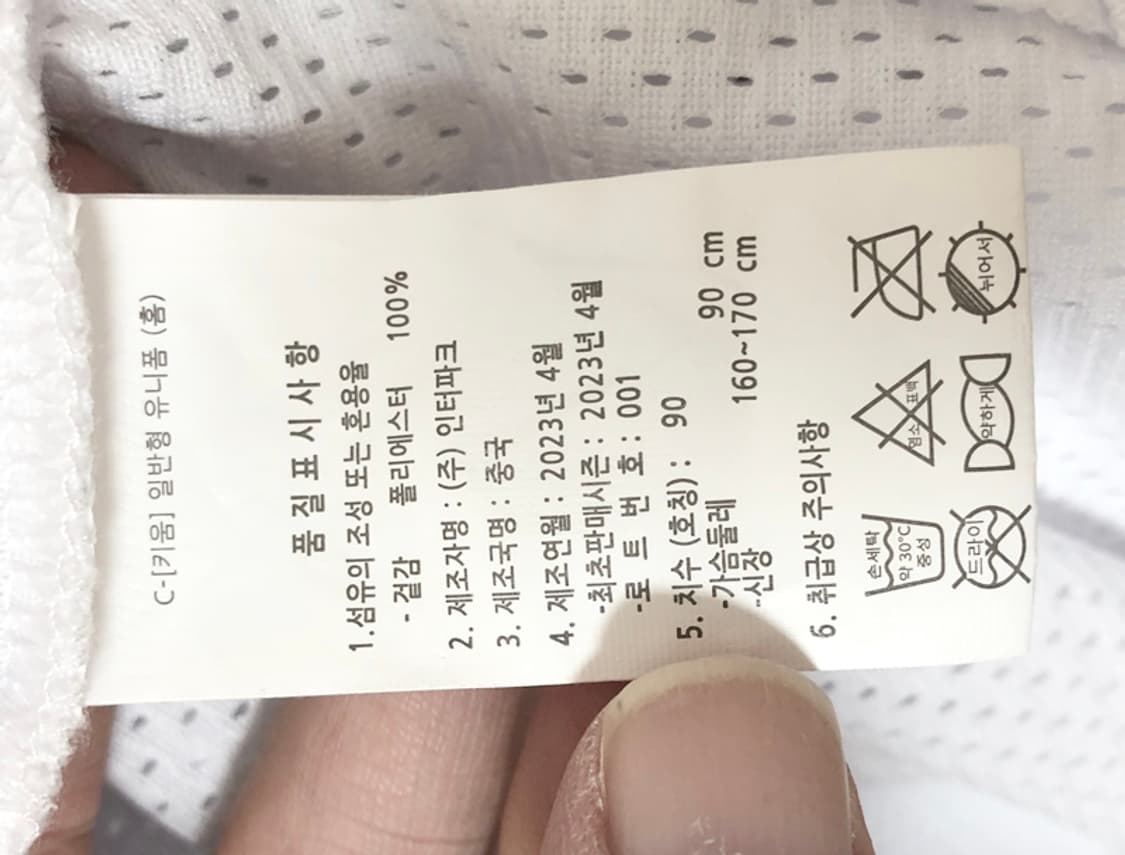 C-[키움] 일반형 유니폼 (홈)
품 질 표 시 사 항
1.섬유의 조성 또는 혼용율
- 겉감 폴리에스터 100%
2. 제조자명 : (주) 인터파크
3. 제조국명 : 중국
4. 제조연월 : 2023년 4월
-최초판매시즌 : 2023년 4월
-로 트 번 호 : 001
5. 치수 (호칭) : 90
-가슴둘레 90 cm
-신장 160~170 cm
6. 취급상 주의사항
손세탁
약 30°C
중성
염소 표백
드라이
약하게
뉘어서